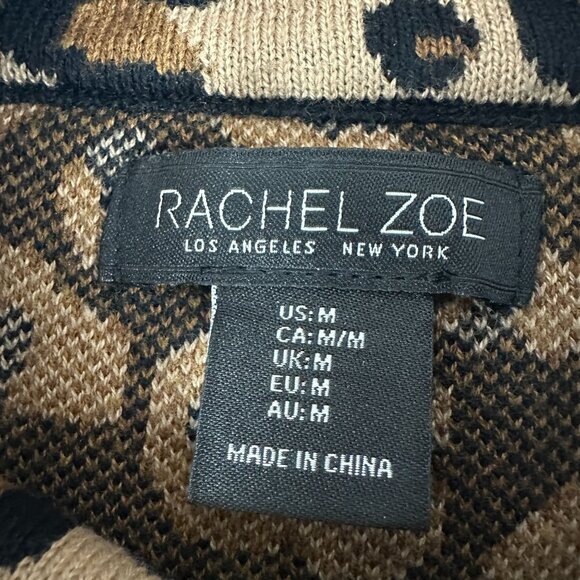 RACHEL ZOE
LOS ANGELES NEW YORK
US: M
CA: M/M
UK: M
EU: M
AU: M
MADE IN CHINA